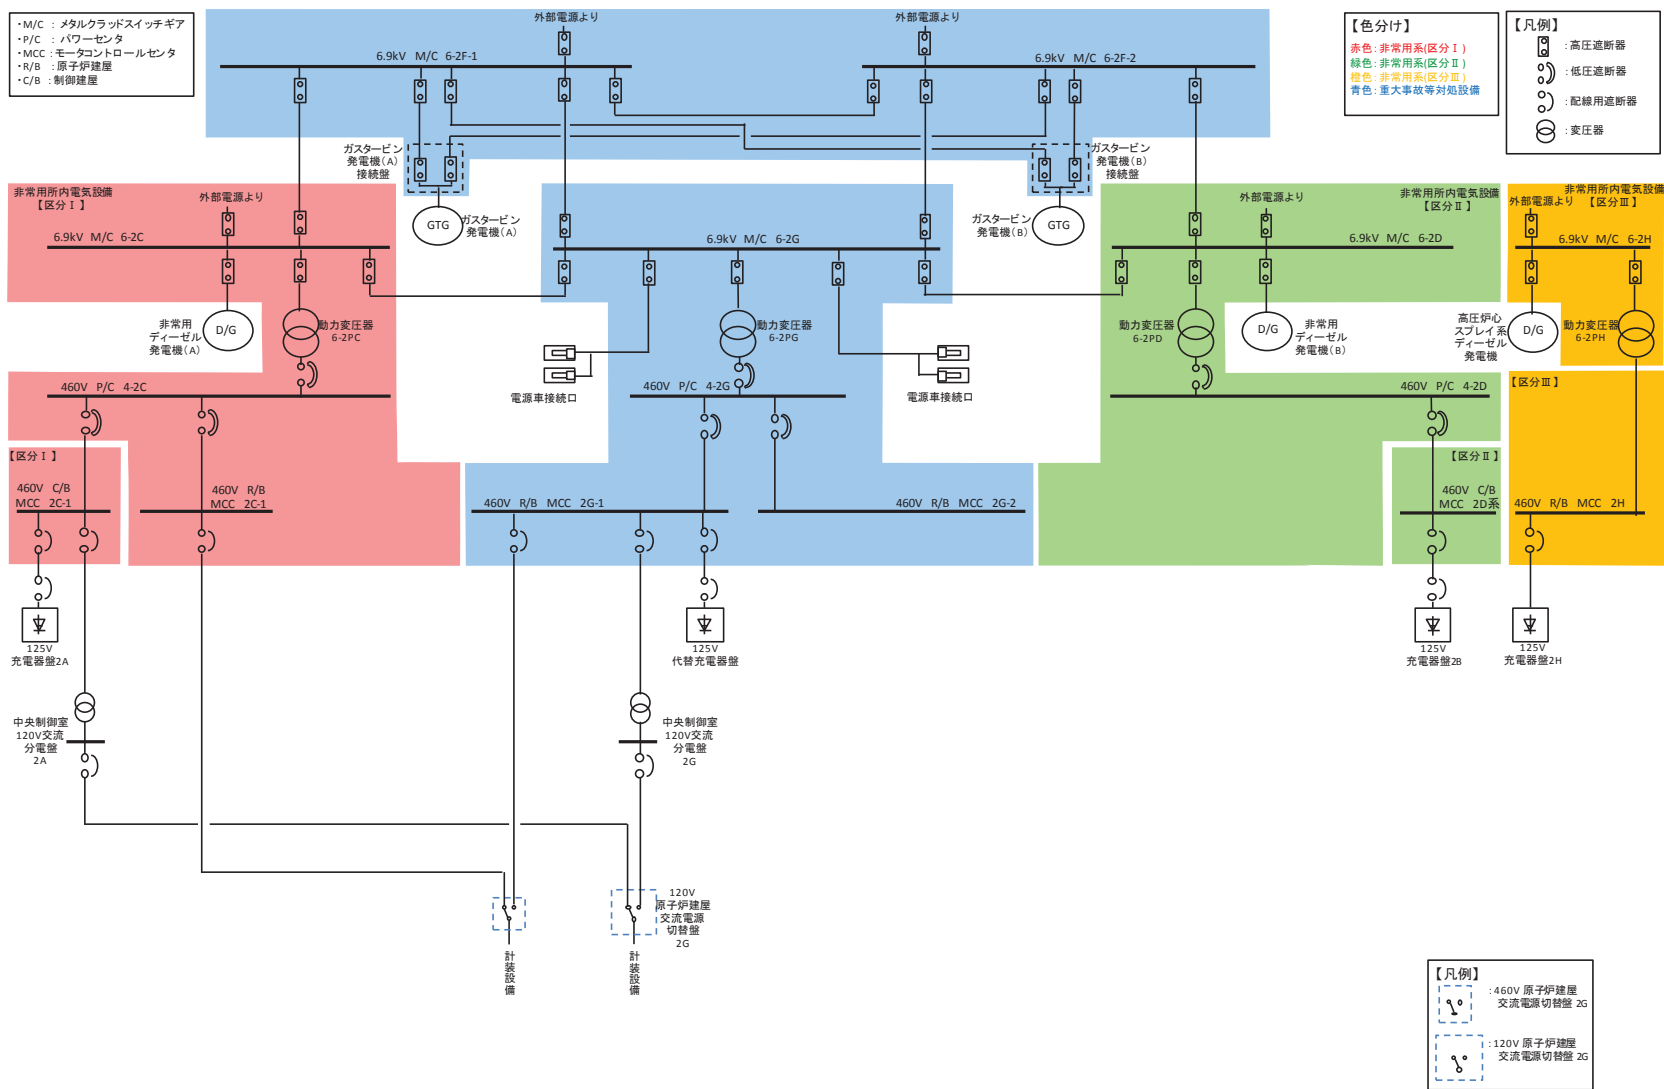 ・M/C ： メタルクラッドスイッチギア
・P/C ： パワーセンタ
・MCC ： モータコントロールセンタ
・R/B ： 原子炉建屋
・C/B ： 制御建屋
外部電源より
外部電源より
6.9kV M/C 6-2F-1
6.9kV M/C 6-2F-2
【色分け】
赤色：非常用系(区分Ⅰ)
緑色：非常用系(区分Ⅱ)
橙色：非常用系(区分Ⅲ)
青色：重大事故等対処設備
【凡例】
：高圧遮断器
：低圧遮断器
：配線用遮断器
：変圧器
ガスタービン
発電機(A)
接続盤
ガスタービン
発電機(B)
接続盤
非常用所内電気設備
【区分Ⅰ】
外部電源より
6.9kV M/C 6-2C
GTG
ガスタービン
発電機(A)
6.9kV M/C 6-2G
ガスタービン
発電機(B)
GTG
外部電源より
非常用所内電気設備
【区分Ⅱ】
6.9kV M/C 6-2D
非常用所内電気設備
外部電源より
【区分Ⅲ】
6.9kV M/C 6-2H
非常用
ディーゼル
発電機(A)
D/G
動力変圧器
6-2PC
動力変圧器
6-2PG
動力変圧器
6-2PD
D/G
非常用
ディーゼル
発電機(B)
高圧炉心
スプレイ系
ディーゼル
発電機
D/G
動力変圧器
6-2PH
460V P/C 4-2C
電源車接続口
460V P/C 4-2G
電源車接続口
460V P/C 4-2D
【区分Ⅲ】
【区分Ⅰ】
460V C/B
MCC 2C-1
460V R/B
MCC 2C-1
460V R/B MCC 2G-1
460V R/B MCC 2G-2
【区分Ⅱ】
460V C/B
MCC 2D系
460V R/B MCC 2H
125V
充電器盤2A
125V
代替充電器盤
125V
充電器盤2B
125V
充電器盤2H
中央制御室
120V交流
分電盤
2A
中央制御室
120V交流
分電盤
2G
120V
原子炉建屋
交流電源
切替盤
2G
計装設備
計装設備
【凡例】
：460V 原子炉建屋
交流電源切替盤 2G
：120V 原子炉建屋
交流電源切替盤 2G